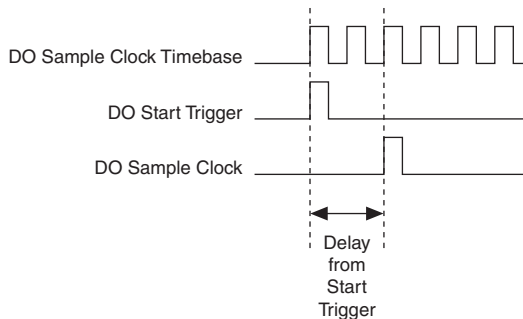 DO Sample Clock Timebase
DO Start Trigger
DO Sample Clock
Delay
from
Start
Trigger